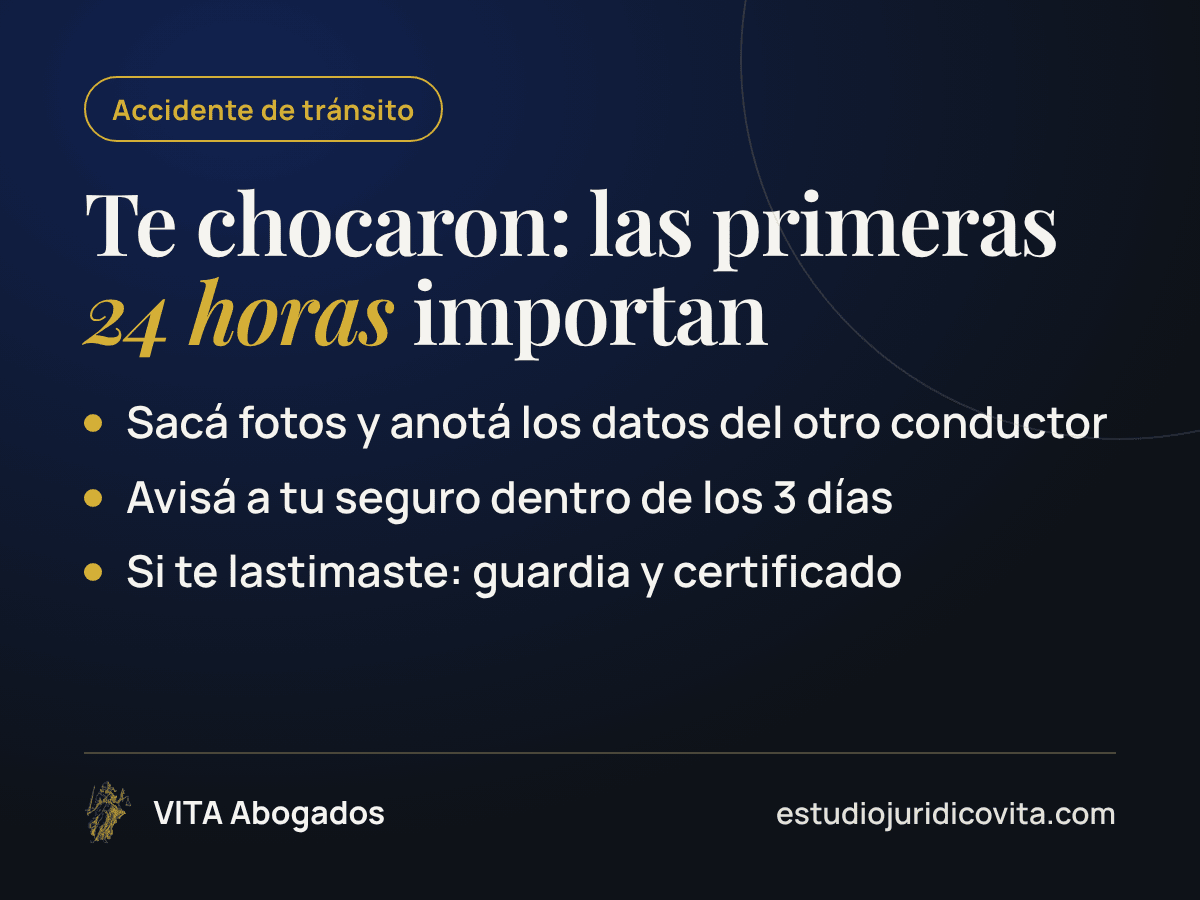 Accidente de tránsito
Te chocaron: las primeras
24 horas importan
Sacá fotos y anotá los datos del otro conductor
Avisá a tu seguro dentro de los 3 días
Si te lastimaste: guardia y certificado
VITA Abogados
estudiojuridicovita.com